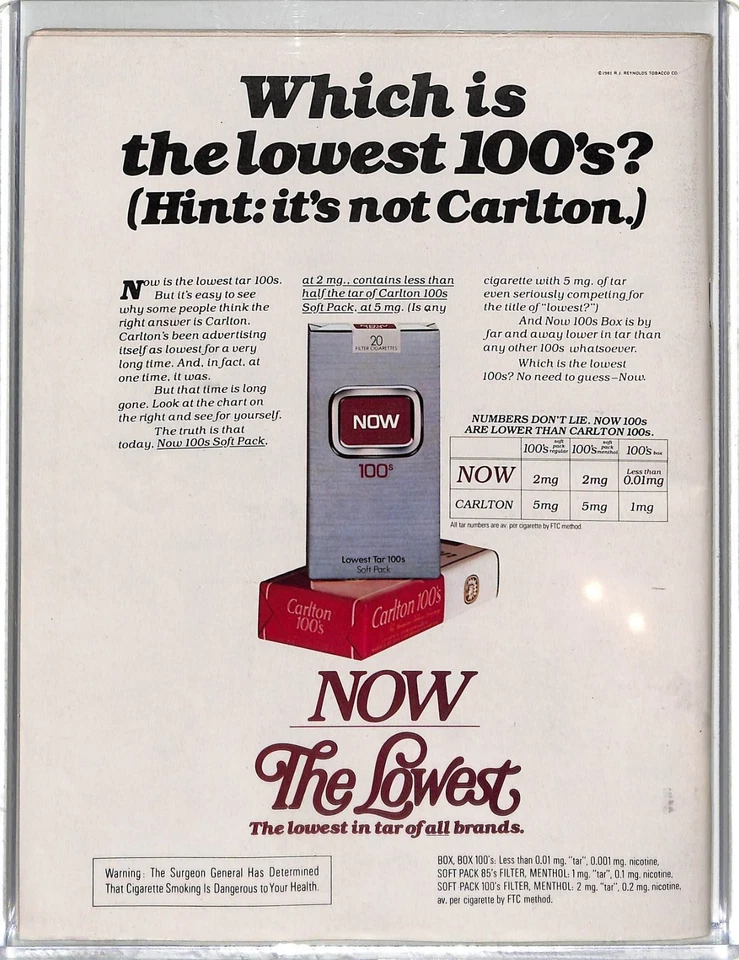 ©1981 R.J. REYNOLDS TOBACCO CO.
Which is
the lowest 100's?
(Hint: it's not Carlton.)
Now is the lowest tar 100s.
But it's easy to see
why some people think the
right answer is Carlton.
Carlton's been advertising
itself as lowest for a very
long time. And, in fact, at
one time, it was.
But that time is long
gone. Look at the chart on
the right and see for yourself.
The truth is that
today, Now 100s Soft Pack,
at 2 mg., contains less than
half the tar of Carlton 100s
Soft Pack, at 5 mg. (Is any
cigarette with 5 mg. of tar
even seriously competing for
the title of "lowest?")
And Now 100s Box is by
far and away lower in tar than
any other 100s whatsoever.
Which is the lowest
100s? No need to guess–Now.
20
FILTER CIGARETTES
NOW
100s
Lowest Tar 100s
Soft Pack
Carlton
100's
Carlton 100's
NUMBERS DON'T LIE. NOW 100s
ARE LOWER THAN CARLTON 100s.
100's soft pack regular 100's soft pack menthol 100's box
NOW 2mg 2mg Less than 0.01mg
CARLTON 5mg 5mg 1mg
All tar numbers are av. per cigarette by FTC method.
NOW
The Lowest
The lowest in tar of all brands.
Warning: The Surgeon General Has Determined
That Cigarette Smoking Is Dangerous to Your Health.
BOX, BOX 100's: Less than 0.01 mg. "tar", 0.001 mg. nicotine,
SOFT PACK 85's FILTER, MENTHOL: 1 mg. "tar", 0.1 mg. nicotine,
SOFT PACK 100's FILTER, MENTHOL: 2 mg. "tar", 0.2 mg. nicotine,
av. per cigarette by FTC method.